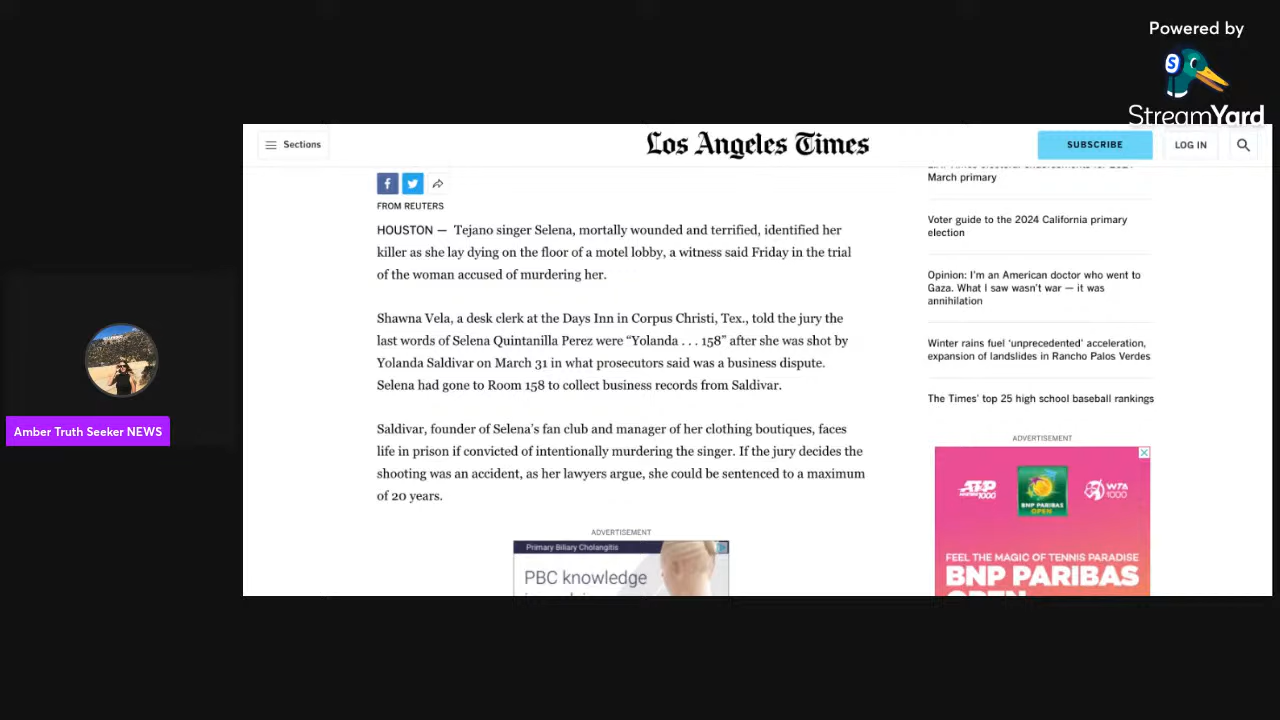 Powered by
StreamYard
Sections
Los Angeles Times
SUBSCRIBE
LOG IN
FROM REUTERS
HOUSTON — Tejano singer Selena, mortally wounded and terrified, identified her
killer as she lay dying on the floor of a motel lobby, a witness said Friday in the trial
of the woman accused of murdering her.
Shawna Vela, a desk clerk at the Days Inn in Corpus Christi, Tex., told the jury the
last words of Selena Quintanilla Perez were “Yolanda . . . 158” after she was shot by
Yolanda Saldivar on March 31 in what prosecutors said was a business dispute.
Selena had gone to Room 158 to collect business records from Saldivar.
Saldivar, founder of Selena’s fan club and manager of her clothing boutiques, faces
life in prison if convicted of intentionally murdering the singer. If the jury decides the
shooting was an accident, as her lawyers argue, she could be sentenced to a maximum
of 20 years.
ADVERTISEMENT
Primary Biliary Cholangitis
PBC knowledge
March primary
Voter guide to the 2024 California primary
election
Opinion: I'm an American doctor who went to
Gaza. What I saw wasn't war — it was
annihilation
Winter rains fuel ‘unprecedented’ acceleration,
expansion of landslides in Rancho Palos Verdes
The Times' top 25 high school baseball rankings
ADVERTISEMENT
ATP
1000
BNP PARIBAS
OPEN
WTA
1000
FEEL THE MAGIC OF TENNIS PARADISE
BNP PARIBAS
OPEN
Amber Truth Seeker NEWS